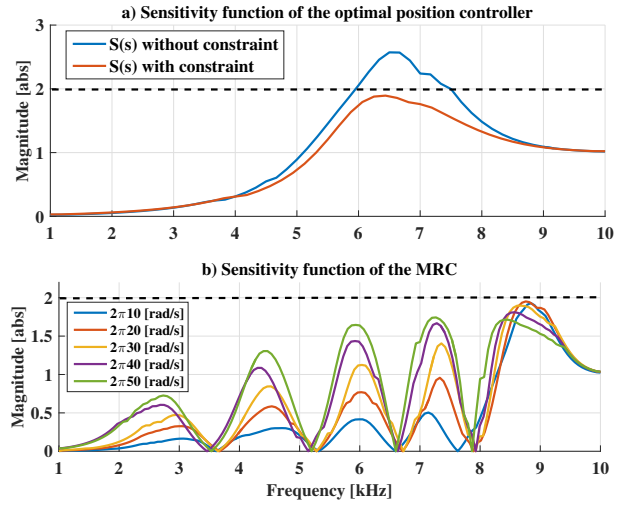 a) Sensitivity function of the optimal position controller
Magnitude [abs]
3
2
1
0
S(s) without constraint
S(s) with constraint
1 2 3 4 5 6 7 8 9 10
b) Sensitivity function of the MRC
Magnitude [abs]
2
1.5
1
0.5
0
2π10 [rad/s]
2π20 [rad/s]
2π30 [rad/s]
2π40 [rad/s]
2π50 [rad/s]
1 2 3 4 5 6 7 8 9 10
Frequency [kHz]